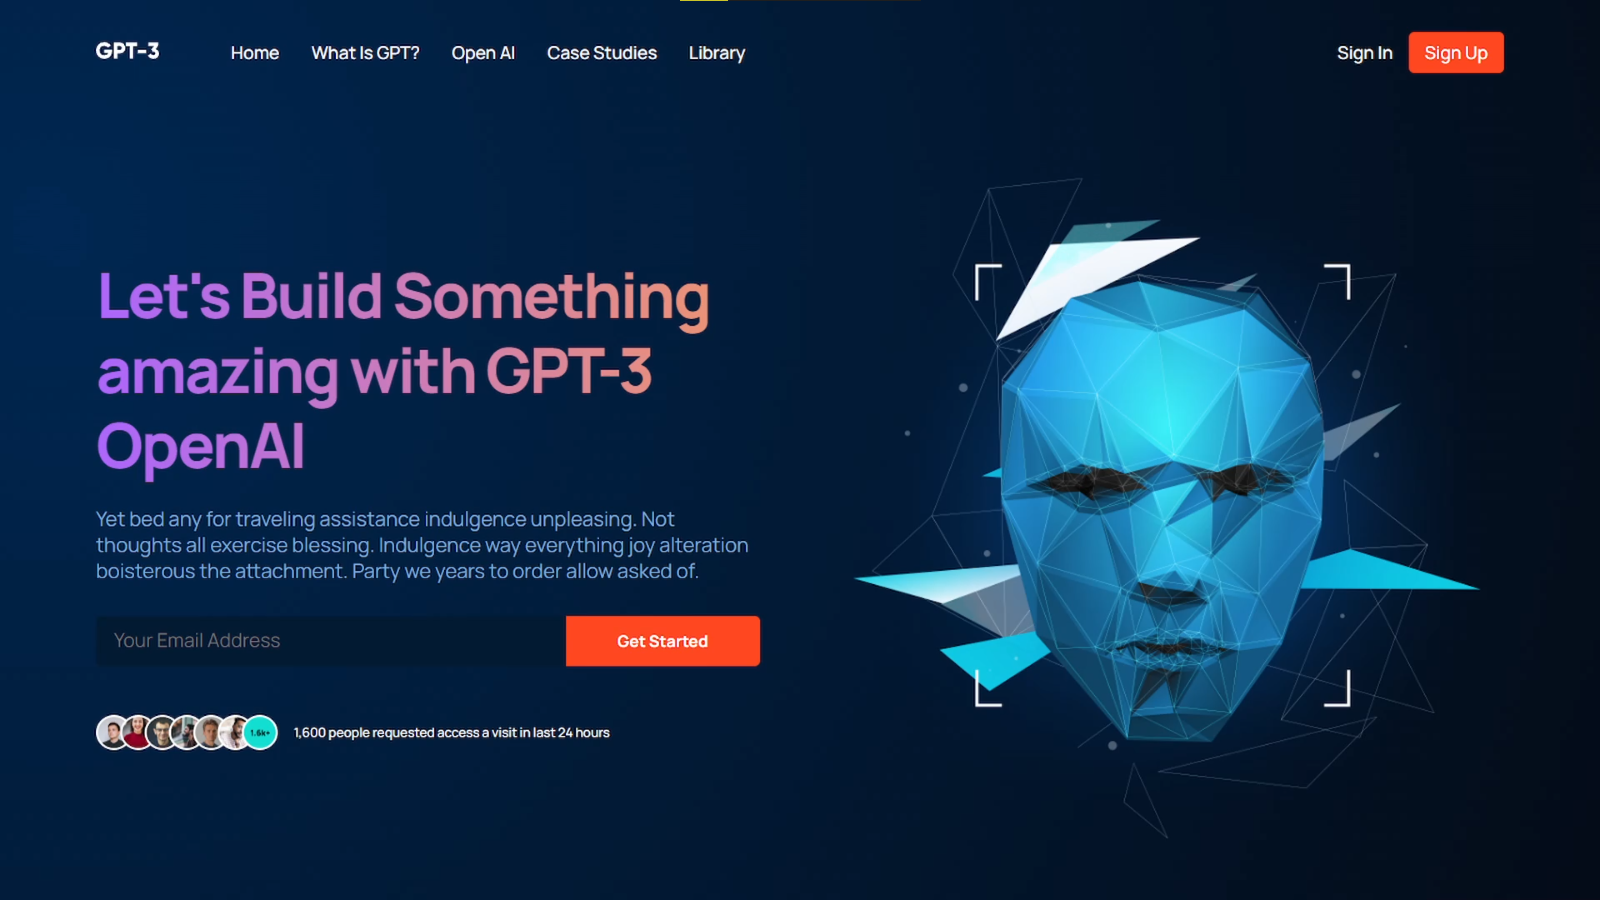 GPT-3
Home
What Is GPT?
Open AI
Case Studies
Library
Sign In
Sign Up
Let's Build Something
amazing with GPT-3
OpenAI
Yet bed any for traveling assistance indulgence unpleasing. Not
thoughts all exercise blessing. Indulgence way everything joy alteration
boisterous the attachment. Party we years to order allow asked of.
Your Email Address
Get Started
1.6k+
1,600 people requested access a visit in last 24 hours